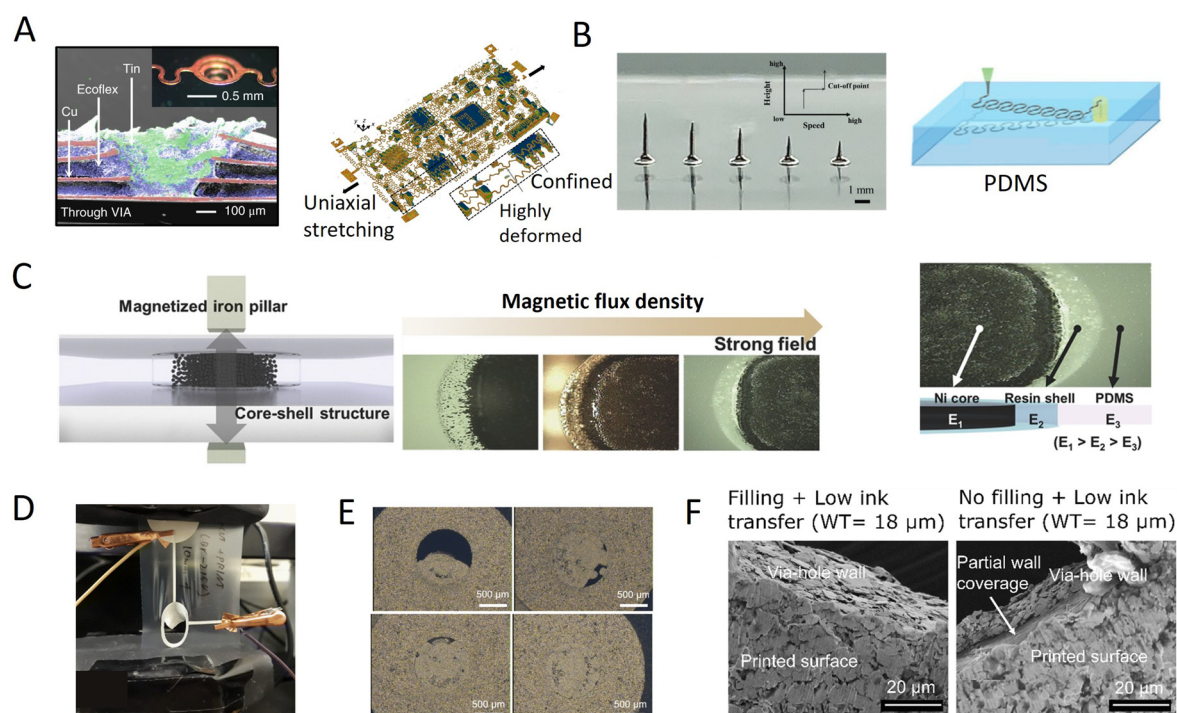 A
Tin
Ecoflex
Cu
0.5 mm
Through VIA
100 μm
Uniaxial
stretching
Confined
Highly
deformed
B
high
Height
low
Cut-off point
Speed
high
1 mm
PDMS
C
Magnetized iron pillar
Core-shell structure
Magnetic flux density
Strong field
Ni core Resin shell PDMS
E1 E2 E3
(E1 > E2 > E3)
D
E
500 μm
500 μm
500 μm
500 μm
F
Filling + Low ink
transfer (WT= 18 μm)
Via-hole wall
Printed surface
20 μm
No filling + Low ink
transfer (WT= 18 μm)
Partial wall
coverage
Via-hole wall
Printed surface
20 μm